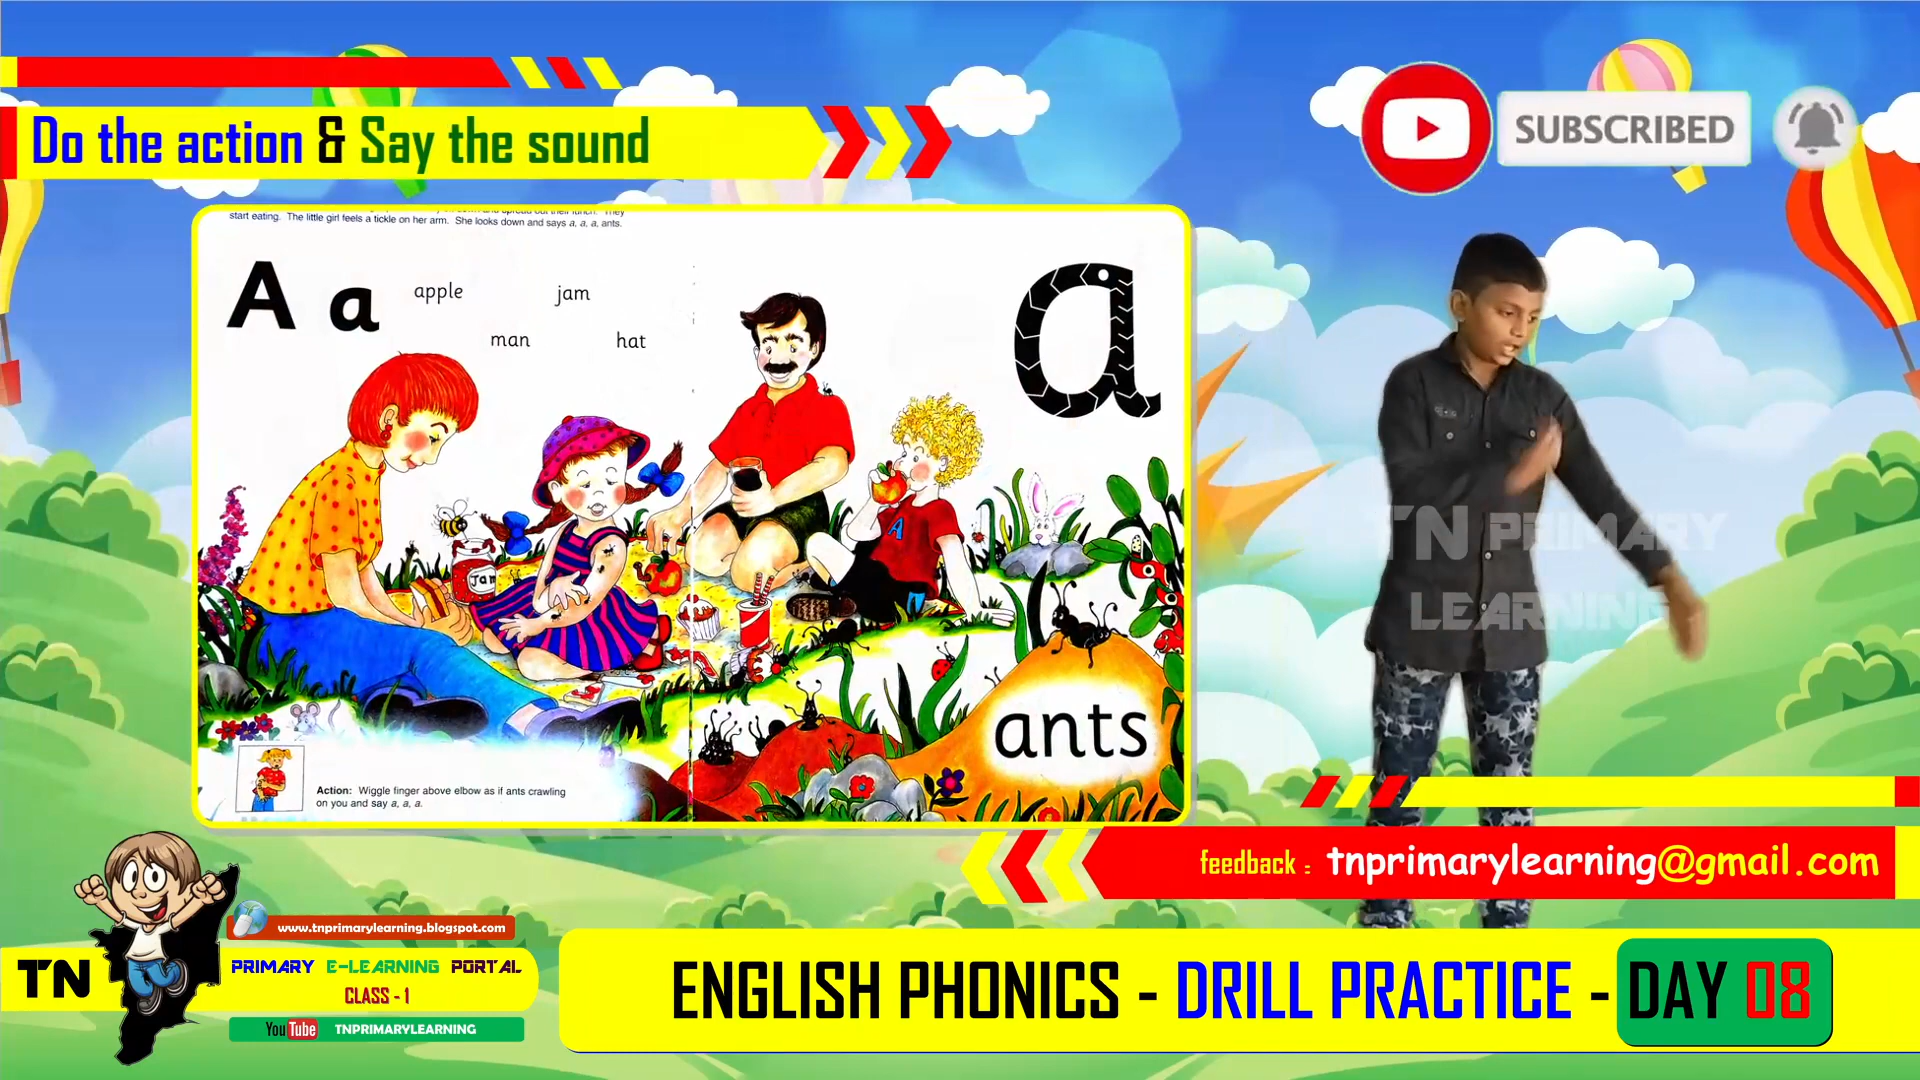 Do the action & Say the sound
SUBSCRIBED
start eating. The little girl feels a tickle on her arm. She looks down and says a, a, a, ants.
A a
apple
jam
man
hat
a
A
jam
ants
Action: Wiggle finger above elbow as if ants crawling
on you and say a, a, a.
TN PRIMARY
LEARNING
feedback : tnprimarylearning@gmail.com
www.tnprimarylearning.blogspot.com
TN
PRIMARY E-LEARNING PORTAL
CLASS - 1
YouTube TNPRIMARYLEARNING
ENGLISH PHONICS - DRILL PRACTICE - DAY 08